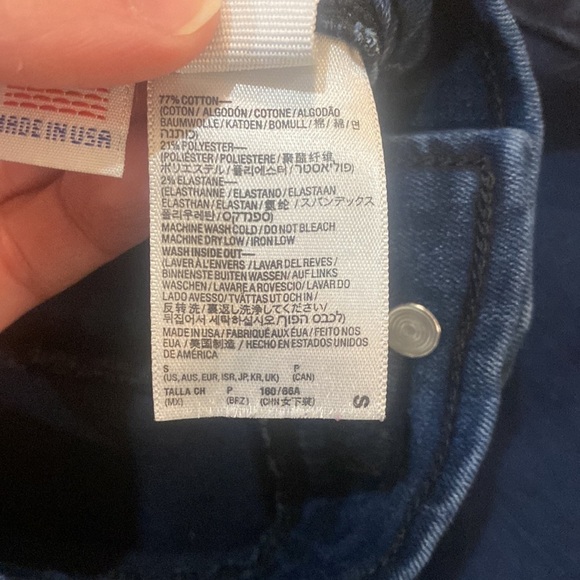 MADE IN USA
77% COTTON—
(COTON / ALGODÓN / COTONE / ALGODÃO
BAUMWOLLE / KATOEN / BOMULL / 棉 / 綿 / 면
/כותנה)
21% POLYESTER—
(POLIÉSTER / POLIESTERE / 聚酯纤维 /
ポリエステル / 폴리에스터 / פוליאסטר)
2% ELASTANE—
(ELASTHANNE / ELASTANO / ELASTAAN
ELASTHAN / ELASTAN / 氨纶 / スパンデックス
/ 폴리우레탄 / ספנדקס)
MACHINE WASH COLD / DO NOT BLEACH
MACHINE DRY LOW / IRON LOW
WASH INSIDE OUT—
(LAVER À L'ENVERS / LAVAR DEL REVES /
BINNENSTE BUITEN WASSEN / AUF LINKS
WASCHEN / LAVARE A ROVESCIO / LAVAR DO
LADO AVESSO / TVÄTTAS UT OCH IN /
反转洗 / 裏返し洗浄してください /
뒤집어서 세탁하십시오 / לכבס הפוך)
MADE IN USA / FABRIQUÉ AUX ÉUA / FEITO NOS
EUA / 美国制造 / HECHO EN ESTADOS UNIDOS
DE AMÉRICA
S P
(US, AUS, EUR, ISR, JP, KR, UK) (CAN)
TALLA CH P 160/66A
(MX) (BRZ) (CHN 女下装)
S